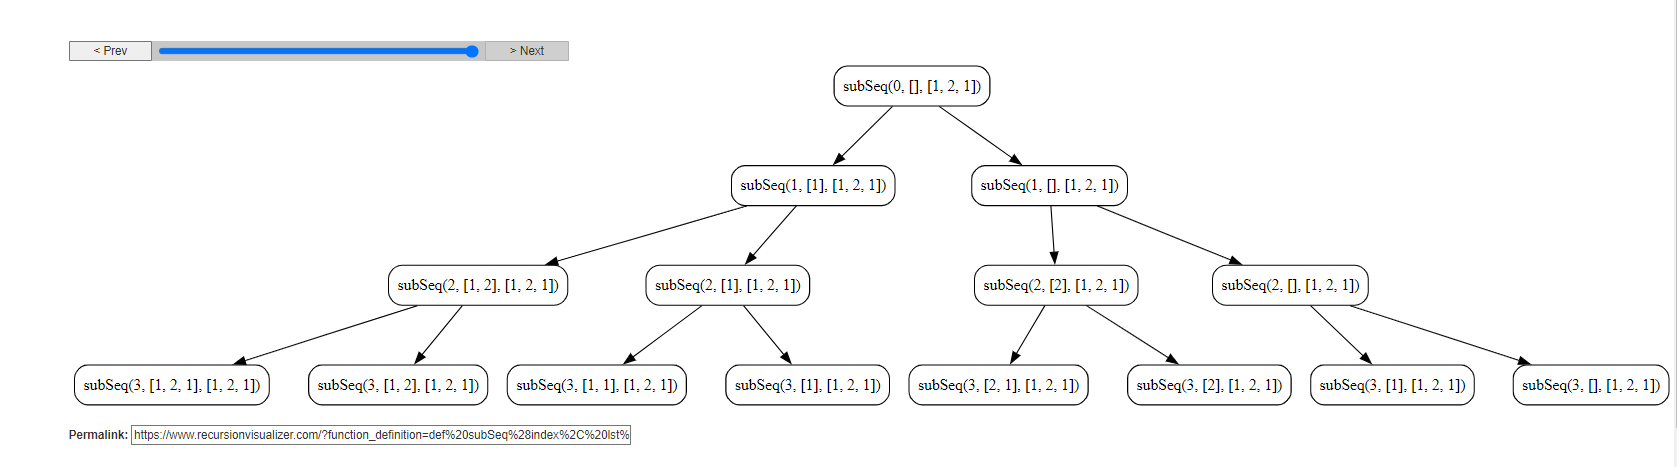 < Prev
> Next
subSeq(0, [], [1, 2, 1])
subSeq(1, [1], [1, 2, 1])
subSeq(1, [], [1, 2, 1])
subSeq(2, [1, 2], [1, 2, 1])
subSeq(2, [1], [1, 2, 1])
subSeq(2, [2], [1, 2, 1])
subSeq(2, [], [1, 2, 1])
subSeq(3, [1, 2, 1], [1, 2, 1])
subSeq(3, [1, 2], [1, 2, 1])
subSeq(3, [1, 1], [1, 2, 1])
subSeq(3, [1], [1, 2, 1])
subSeq(3, [2, 1], [1, 2, 1])
subSeq(3, [2], [1, 2, 1])
subSeq(3, [1], [1, 2, 1])
subSeq(3, [], [1, 2, 1])
Permalink: https://www.recursionvisualizer.com/?function_definition=def%20subSeq%28index%2C%20lst%